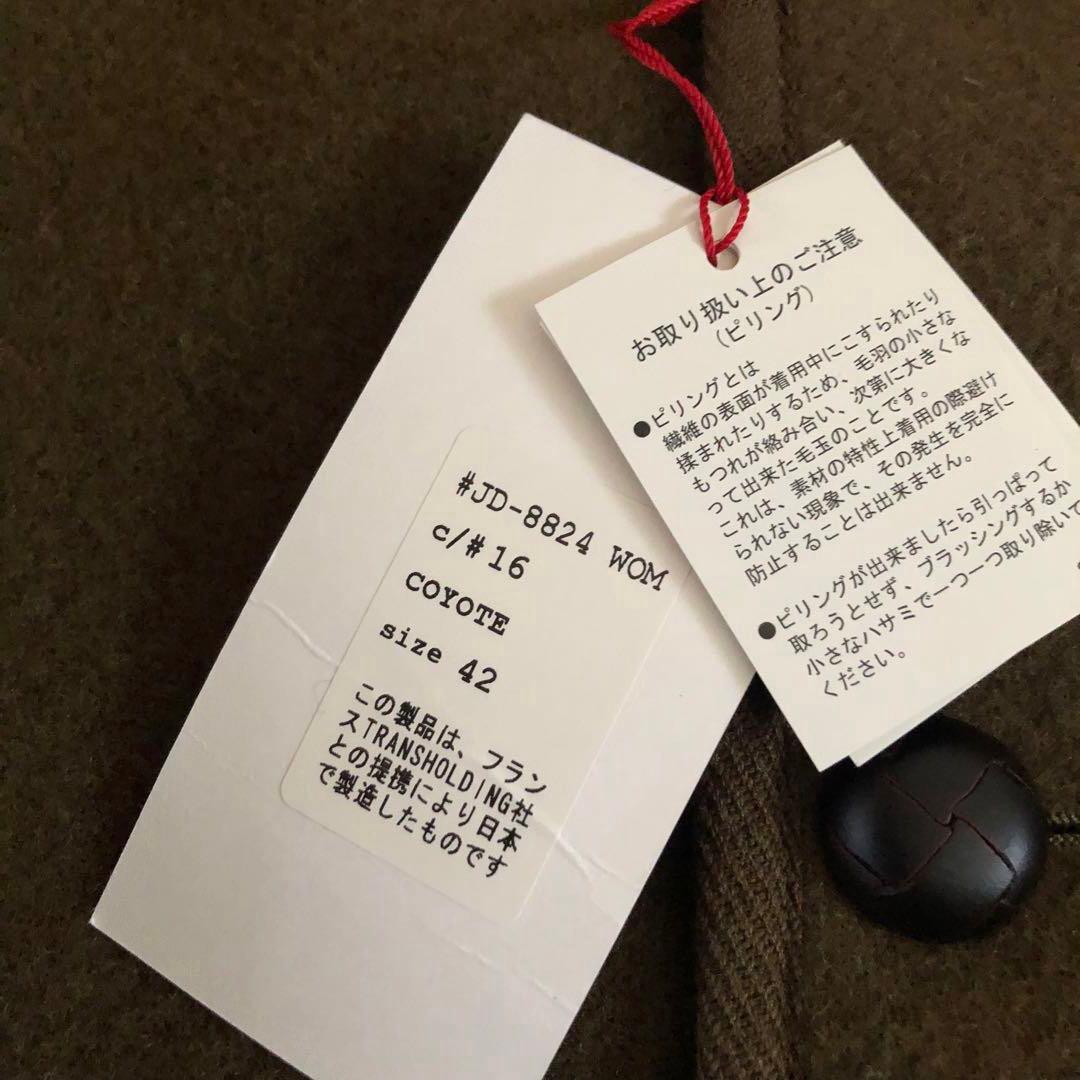 #JD-8824 WOM
c/# 16
COYOTE
size 42
この製品は、フラン
スTRANSHOLDING社
との提携により日本
で製造したものです
お取り扱い上のご注意
（ピリング）
●ピリングとは
繊維の表面が着用中にこすられたり
揉まれたりするため、毛羽の小さな
もつれが絡み合い、次第に大きくな
って出来た毛玉のことです。
これは、素材の特性上着用の際避け
られない現象で、その発生を完全に
防止することは出来ません。
●ピリングが出来ましたら引っぱって
取ろうとせず、ブラッシングするか
小さなハサミで一つ一つ取り除いて
ください。